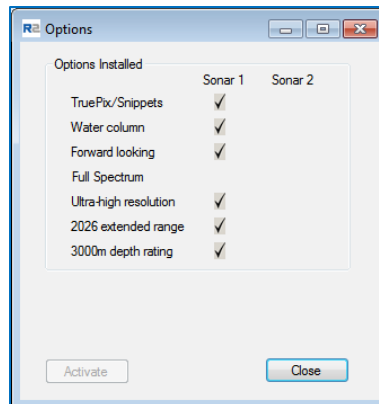 R2 Options
Options Installed
Sonar 1 Sonar 2
TruePix/Snippets
Water column
Forward looking
Full Spectrum
Ultra-high resolution
2026 extended range
3000m depth rating
Activate Close